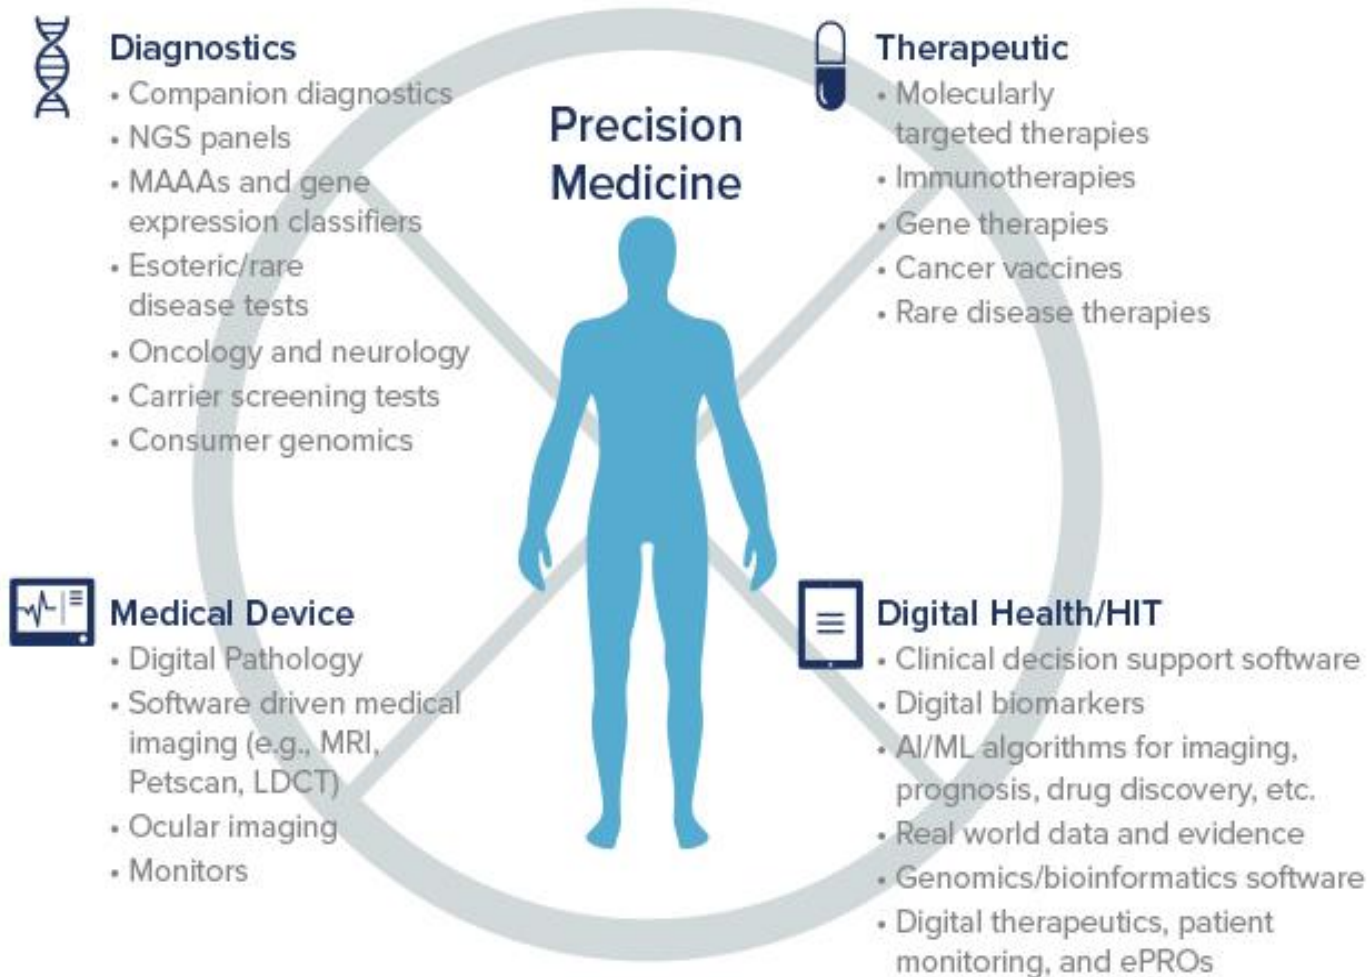 Precision
Medicine
Diagnostics
• Companion diagnostics
• NGS panels
• MAAAs and gene
expression classifiers
• Esoteric/rare
disease tests
• Oncology and neurology
• Carrier screening tests
• Consumer genomics
Therapeutic
• Molecularly
targeted therapies
• Immunotherapies
• Gene therapies
• Cancer vaccines
• Rare disease therapies
Medical Device
• Digital Pathology
• Software driven medical
imaging (e.g., MRI,
Petscan, LDCT)
• Ocular imaging
• Monitors
Digital Health/HIT
• Clinical decision support software
• Digital biomarkers
• AI/ML algorithms for imaging,
prognosis, drug discovery, etc.
• Real world data and evidence
• Genomics/bioinformatics software
• Digital therapeutics, patient
monitoring, and ePROs